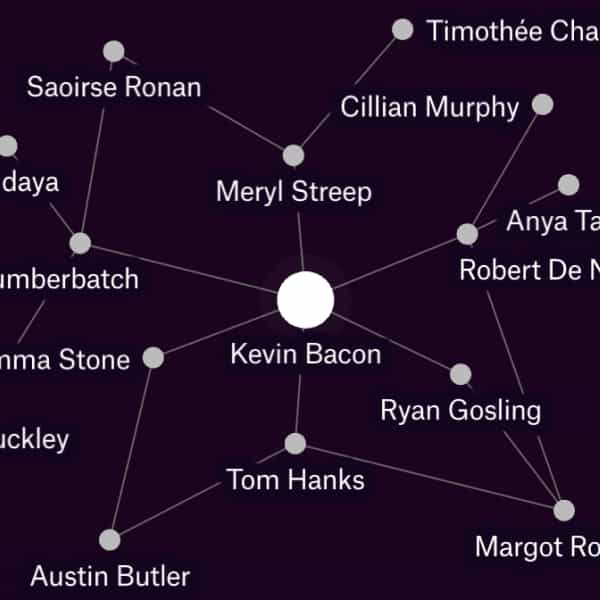 Timothée Cha
Saoirse Ronan
Cillian Murphy
daya
Meryl Streep
Anya Ta
umberbatch
Robert De N
Kevin Bacon
mma Stone
Ryan Gosling
uckley
Tom Hanks
Margot Ro
Austin Butler